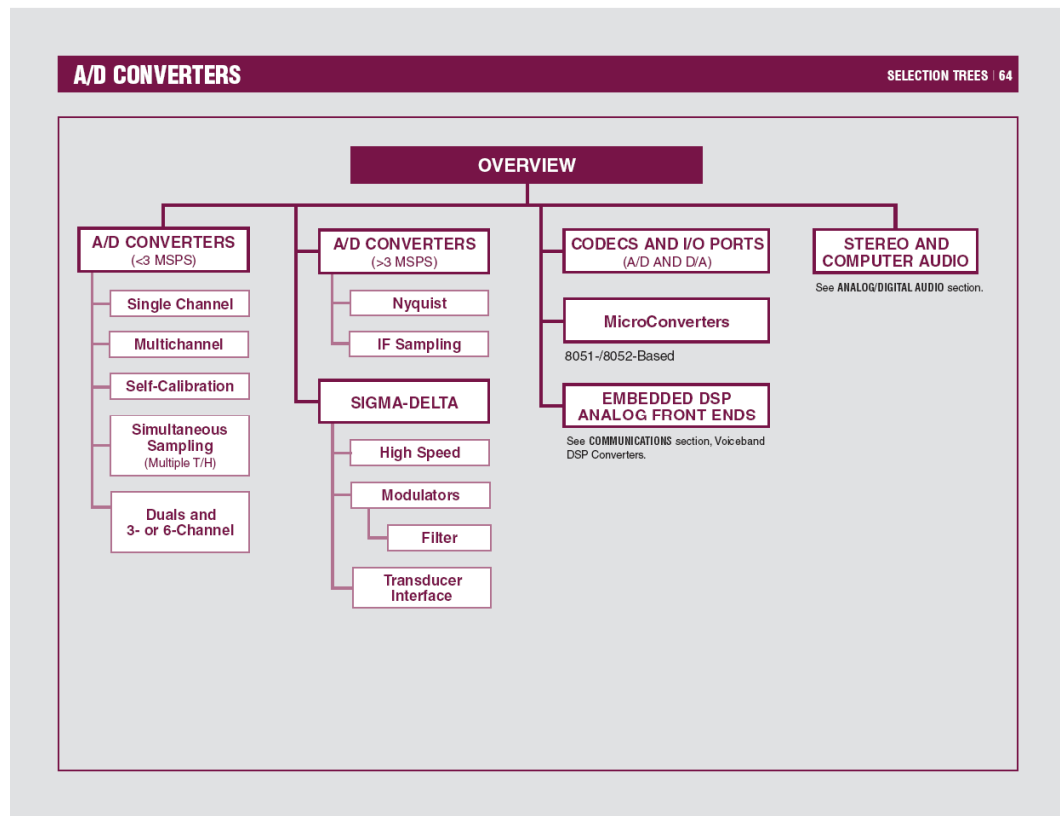 A/D CONVERTERS
SELECTION TREES | 64
OVERVIEW
A/D CONVERTERS
(<3 MSPS)
Single Channel
Multichannel
Self-Calibration
Simultaneous
Sampling
(Multiple T/H)
Duals and
3- or 6-Channel
A/D CONVERTERS
(>3 MSPS)
Nyquist
IF Sampling
SIGMA-DELTA
High Speed
Modulators
Filter
Transducer
Interface
CODECS AND I/O PORTS
(A/D AND D/A)
MicroConverters
8051-/8052-Based
EMBEDDED DSP
ANALOG FRONT ENDS
See COMMUNICATIONS section, Voiceband
DSP Converters.
STEREO AND
COMPUTER AUDIO
See ANALOG/DIGITAL AUDIO section.